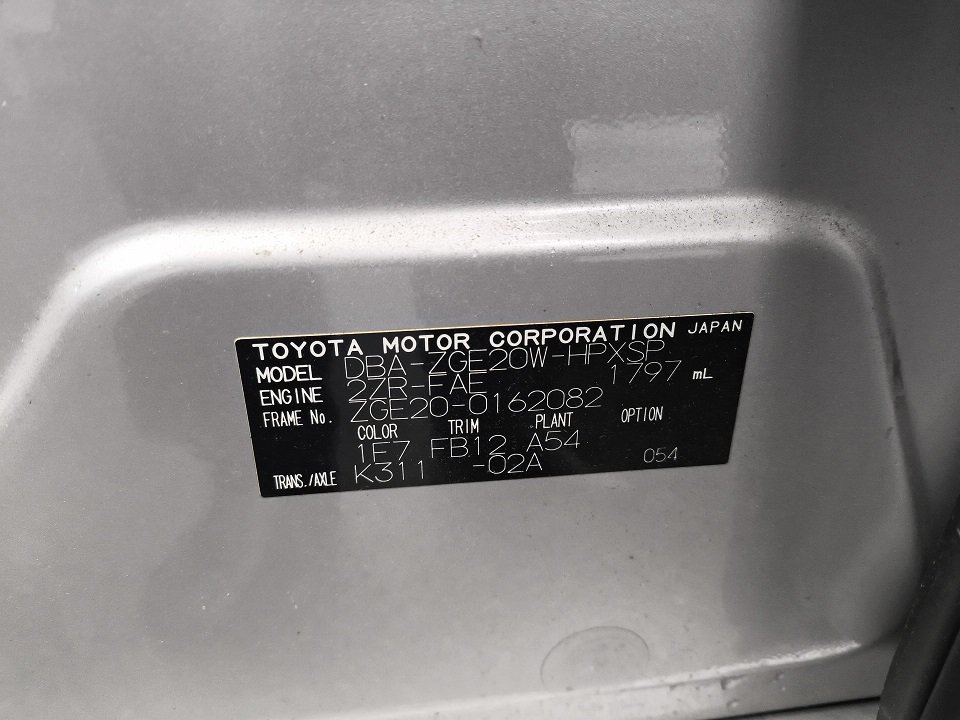 TOYOTA MOTOR CORPORATION JAPAN
MODEL DBA-ZGE20W-HPXSP
ENGINE 2ZR-FAE 1797 mL
FRAME No. ZGE20-0162082
COLOR TRIM PLANT OPTION
1E7 FB12 A54
TRANS./AXLE K311 -02A 054